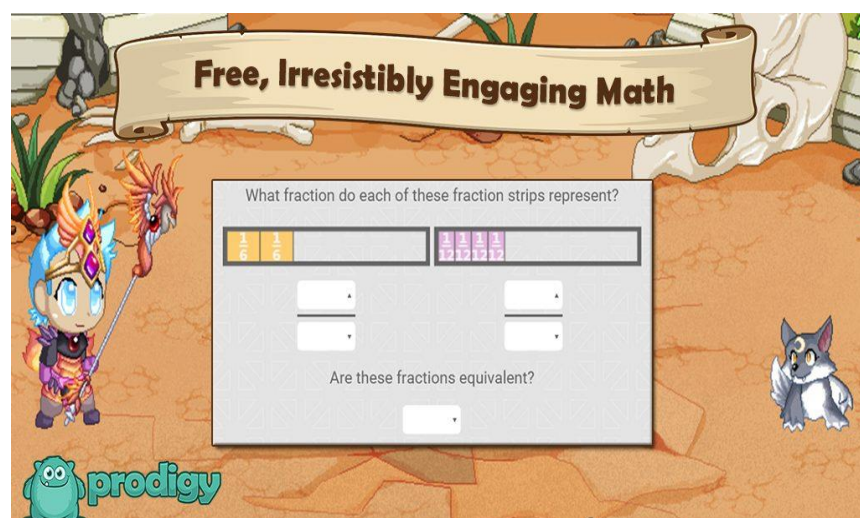 Free, Irresistibly Engaging Math
What fraction do each of these fraction strips represent?
1/6 1/6 1/12 1/12 1/12 1/12
Are these fractions equivalent?
prodigy